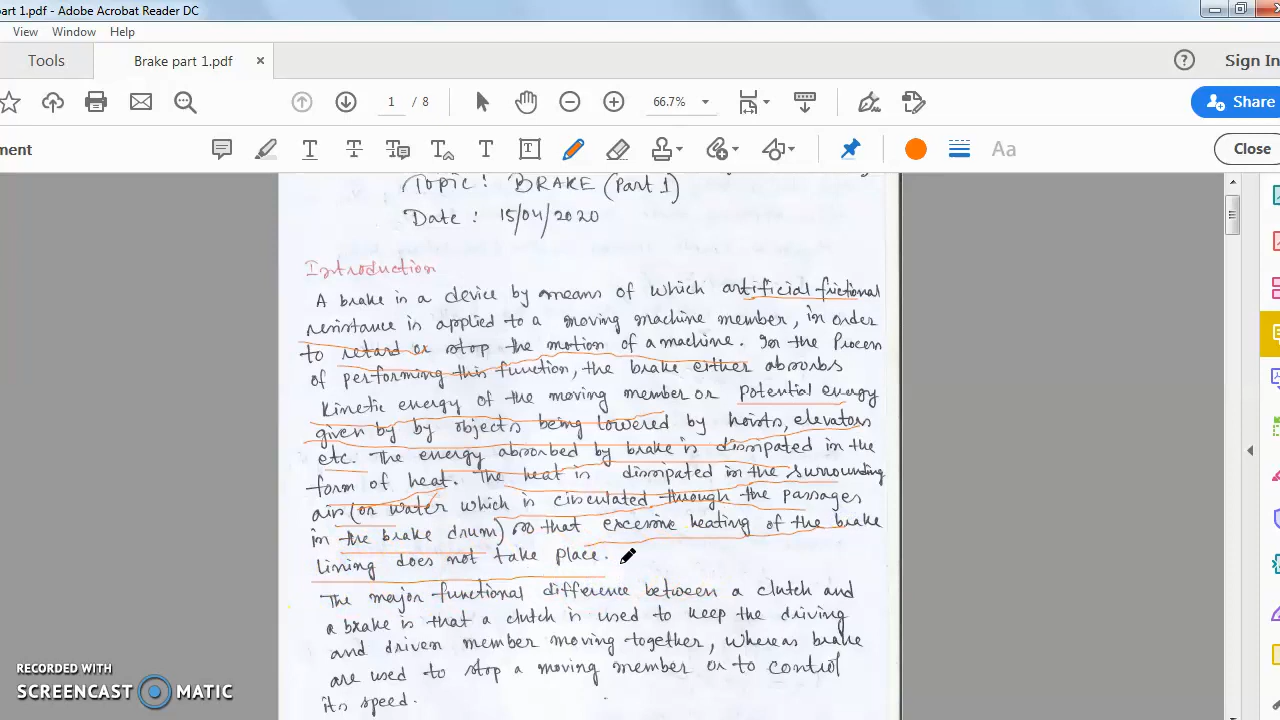 part 1.pdf - Adobe Acrobat Reader DC
View Window Help
Tools Brake part 1.pdf × Sign In
1 / 8 66.7% Share
ment Aa Close
Topic : BRAKE (Part 1)
Date : 15/04/2020
Introduction
A brake is a device by means of which artificial frictional
resistance is applied to a moving machine member, in order
to retard or stop the motion of a machine. In the Process
of performing this function, the brake either absorbs
Kinetic energy of the moving member or potential energy
given by by objects being lowered by hoists, elevators
etc. The energy absorbed by brake is dissipated in the
form of heat. The heat is dissipated in the surrounding
air (or water which is circulated through the passages
in the brake drum) so that excessive heating of the brake
lining does not take place.
The major functional difference between a clutch and
a brake is that a clutch is used to keep the driving
and driven member moving together, whereas brake
are used to stop a moving member or to control
its speed.
RECORDED WITH
SCREENCAST MATIC